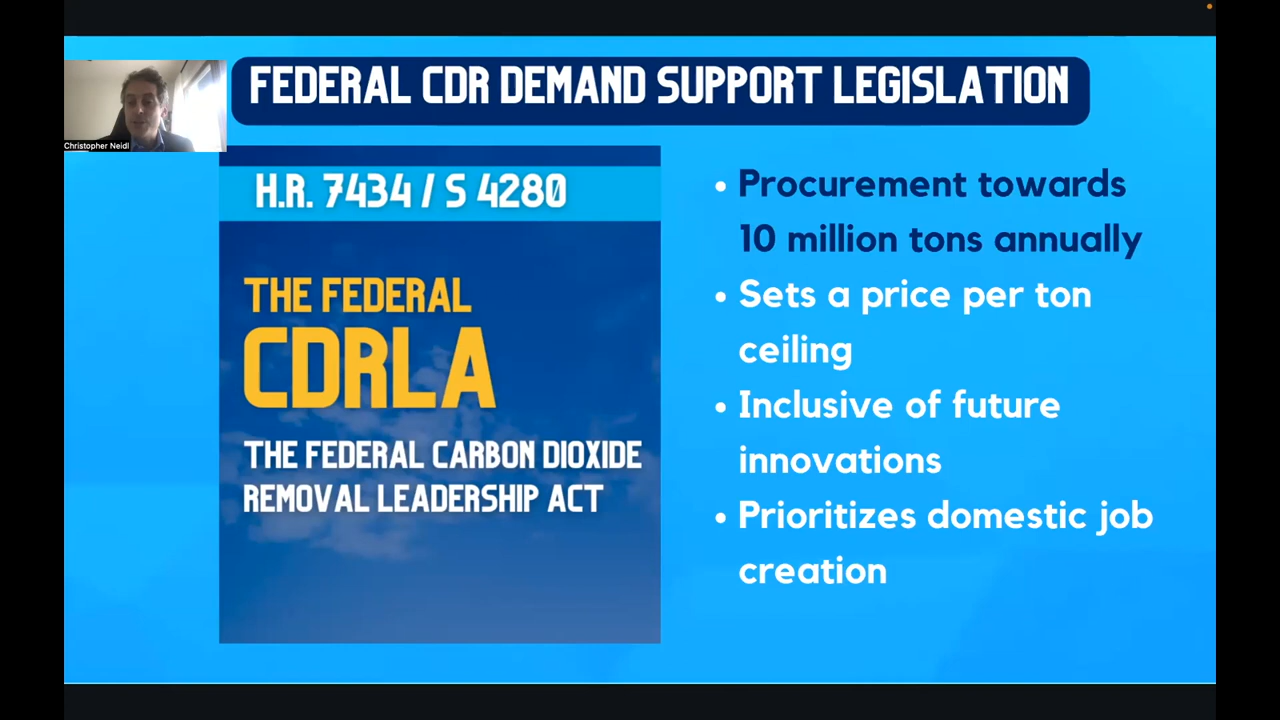 FEDERAL CDR DEMAND SUPPORT LEGISLATION
Christopher Neidl
H.R. 7434 / S 4280
THE FEDERAL
CDRLA
THE FEDERAL CARBON DIOXIDE
REMOVAL LEADERSHIP ACT
• Procurement towards
10 million tons annually
• Sets a price per ton
ceiling
• Inclusive of future
innovations
• Prioritizes domestic job
creation